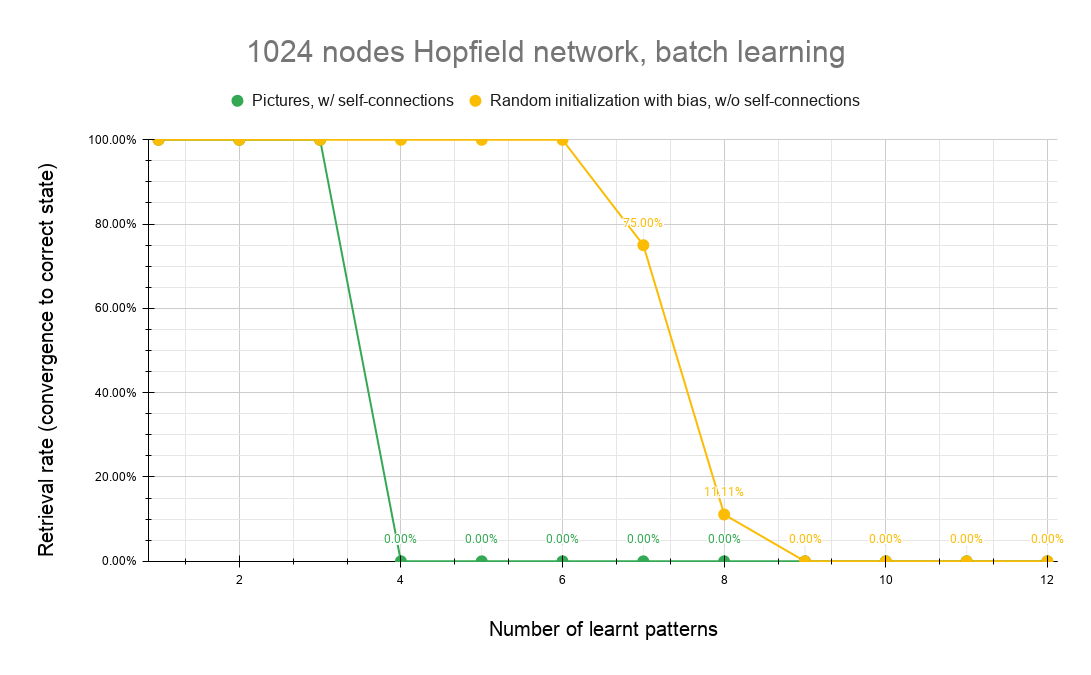 1024 nodes Hopfield network, batch learning
Pictures, w/ self-connections Random initialization with bias, w/o self-connections
Retrieval rate (convergence to correct state)
100.00%
80.00%
60.00%
40.00%
20.00%
0.00%
75.00%
11.11%
0.00% 0.00% 0.00% 0.00% 0.00% 0.00% 0.00% 0.00% 0.00%
2 4 6 8 10 12
Number of learnt patterns